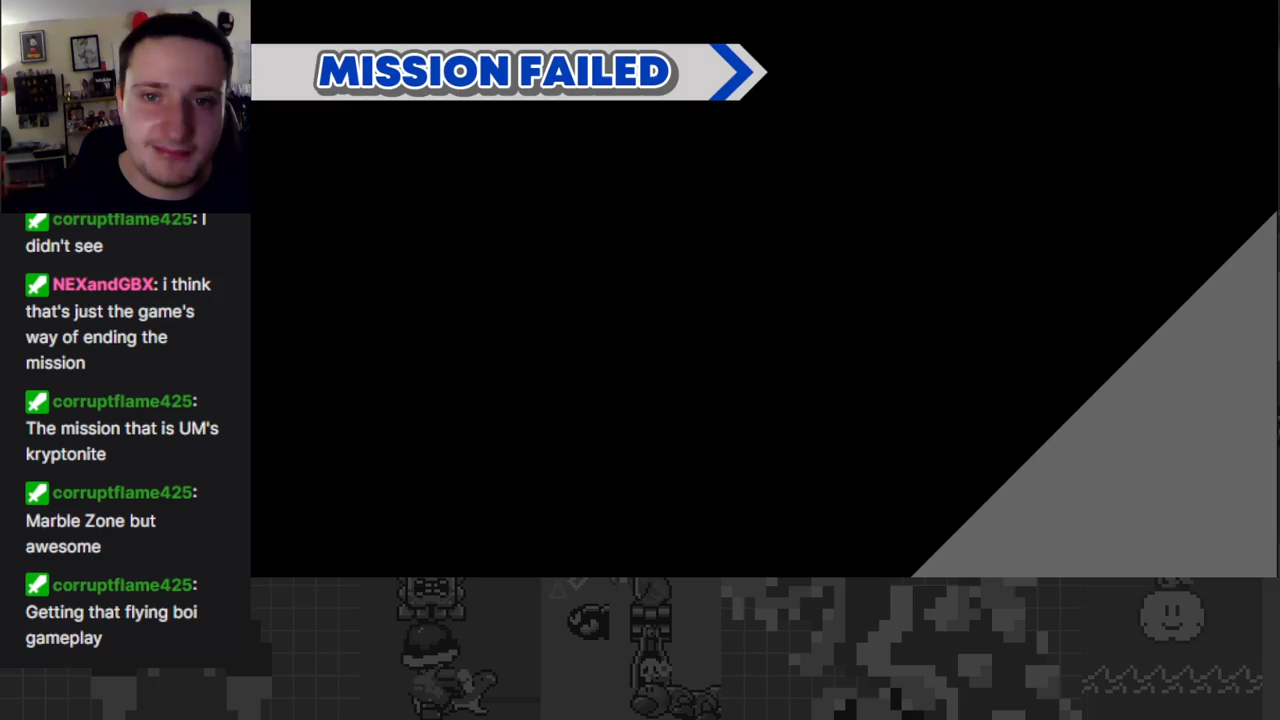 MISSION FAILED
corruptflame425: I
didn't see
NEXandGBX: i think
that's just the game's
way of ending the
mission
corruptflame425:
The mission that is UM's
kryptonite
corruptflame425:
Marble Zone but
awesome
corruptflame425:
Getting that flying boi
gameplay